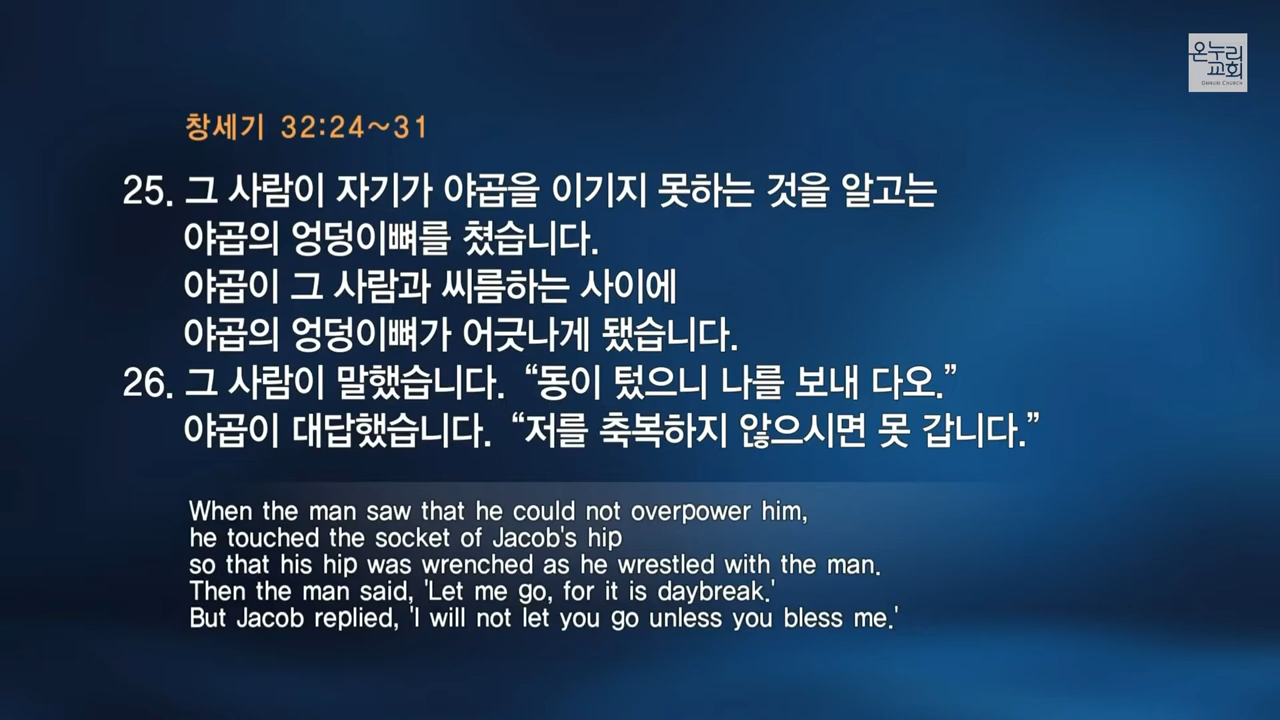 온누리
교회
ONNURI CHURCH
창세기 32:24~31
25. 그 사람이 자기가 야곱을 이기지 못하는 것을 알고는
야곱의 엉덩이뼈를 쳤습니다.
야곱이 그 사람과 씨름하는 사이에
야곱의 엉덩이뼈가 어긋나게 됐습니다.
26. 그 사람이 말했습니다. “동이 텄으니 나를 보내 다오.”
야곱이 대답했습니다. “저를 축복하지 않으시면 못 갑니다.”
When the man saw that he could not overpower him,
he touched the socket of Jacob's hip
so that his hip was wrenched as he wrestled with the man.
Then the man said, 'Let me go, for it is daybreak.'
But Jacob replied, 'I will not let you go unless you bless me.'